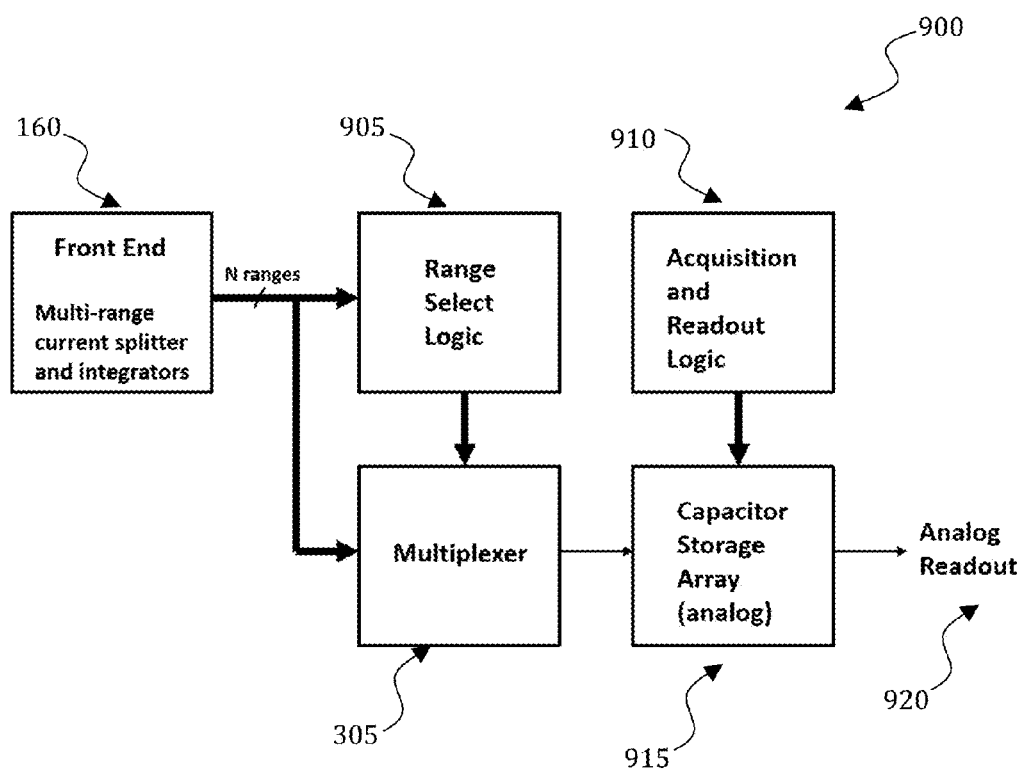 900
160
905
910
Front End
Multi-range
current splitter
and integrators
N ranges
Range
Select
Logic
Acquisition
and
Readout
Logic
Multiplexer
Capacitor
Storage
Array
(analog)
Analog
Readout
305
915
920